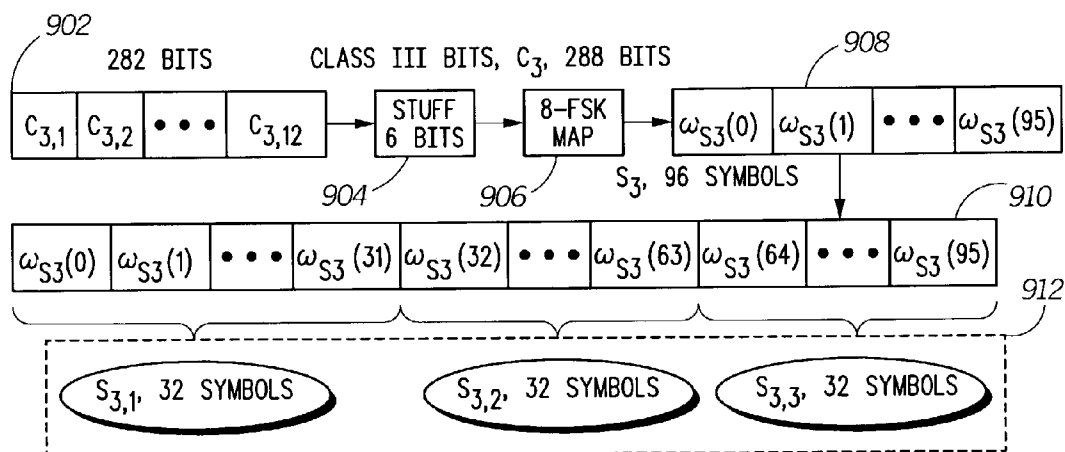 902
282 BITS
CLASS III BITS, C3, 288 BITS
908
C3,1 C3,2 ••• C3,12
STUFF
6 BITS
8-FSK
MAP
ωS3(0) ωS3(1) ••• ωS3(95)
904
906
S3, 96 SYMBOLS
910
ωS3(0) ωS3(1) ••• ωS3(31) ωS3(32) ••• ωS3(63) ωS3(64) ••• ωS3(95)
912
S3,1, 32 SYMBOLS
S3,2, 32 SYMBOLS
S3,3, 32 SYMBOLS